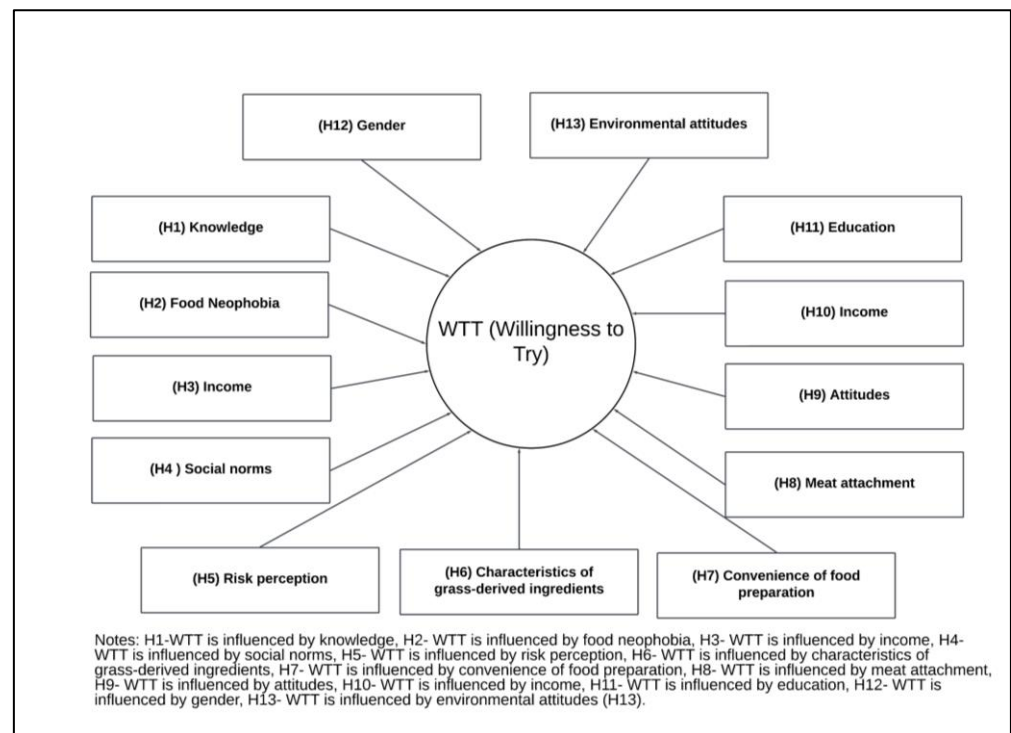 (H12) Gender
(H13) Environmental attitudes
(H1) Knowledge
(H11) Education
(H2) Food Neophobia
(H10) Income
WTT (Willingness to
Try)
(H3) Income
(H9) Attitudes
(H4 ) Social norms
(H8) Meat attachment
(H5) Risk perception
(H6) Characteristics of
grass-derived ingredients
(H7) Convenience of food
preparation
Notes: H1-WTT is influenced by knowledge, H2- WTT is influenced by food neophobia, H3- WTT is influenced by income, H4-
WTT is influenced by social norms, H5- WTT is influenced by risk perception, H6- WTT is influenced by characteristics of
grass-derived ingredients, H7- WTT is influenced by convenience of food preparation, H8- WTT is influenced by meat attachment,
H9- WTT is influenced by attitudes, H10- WTT is influenced by income, H11- WTT is influenced by education, H12- WTT is
influenced by gender, H13- WTT is influenced by environmental attitudes (H13).